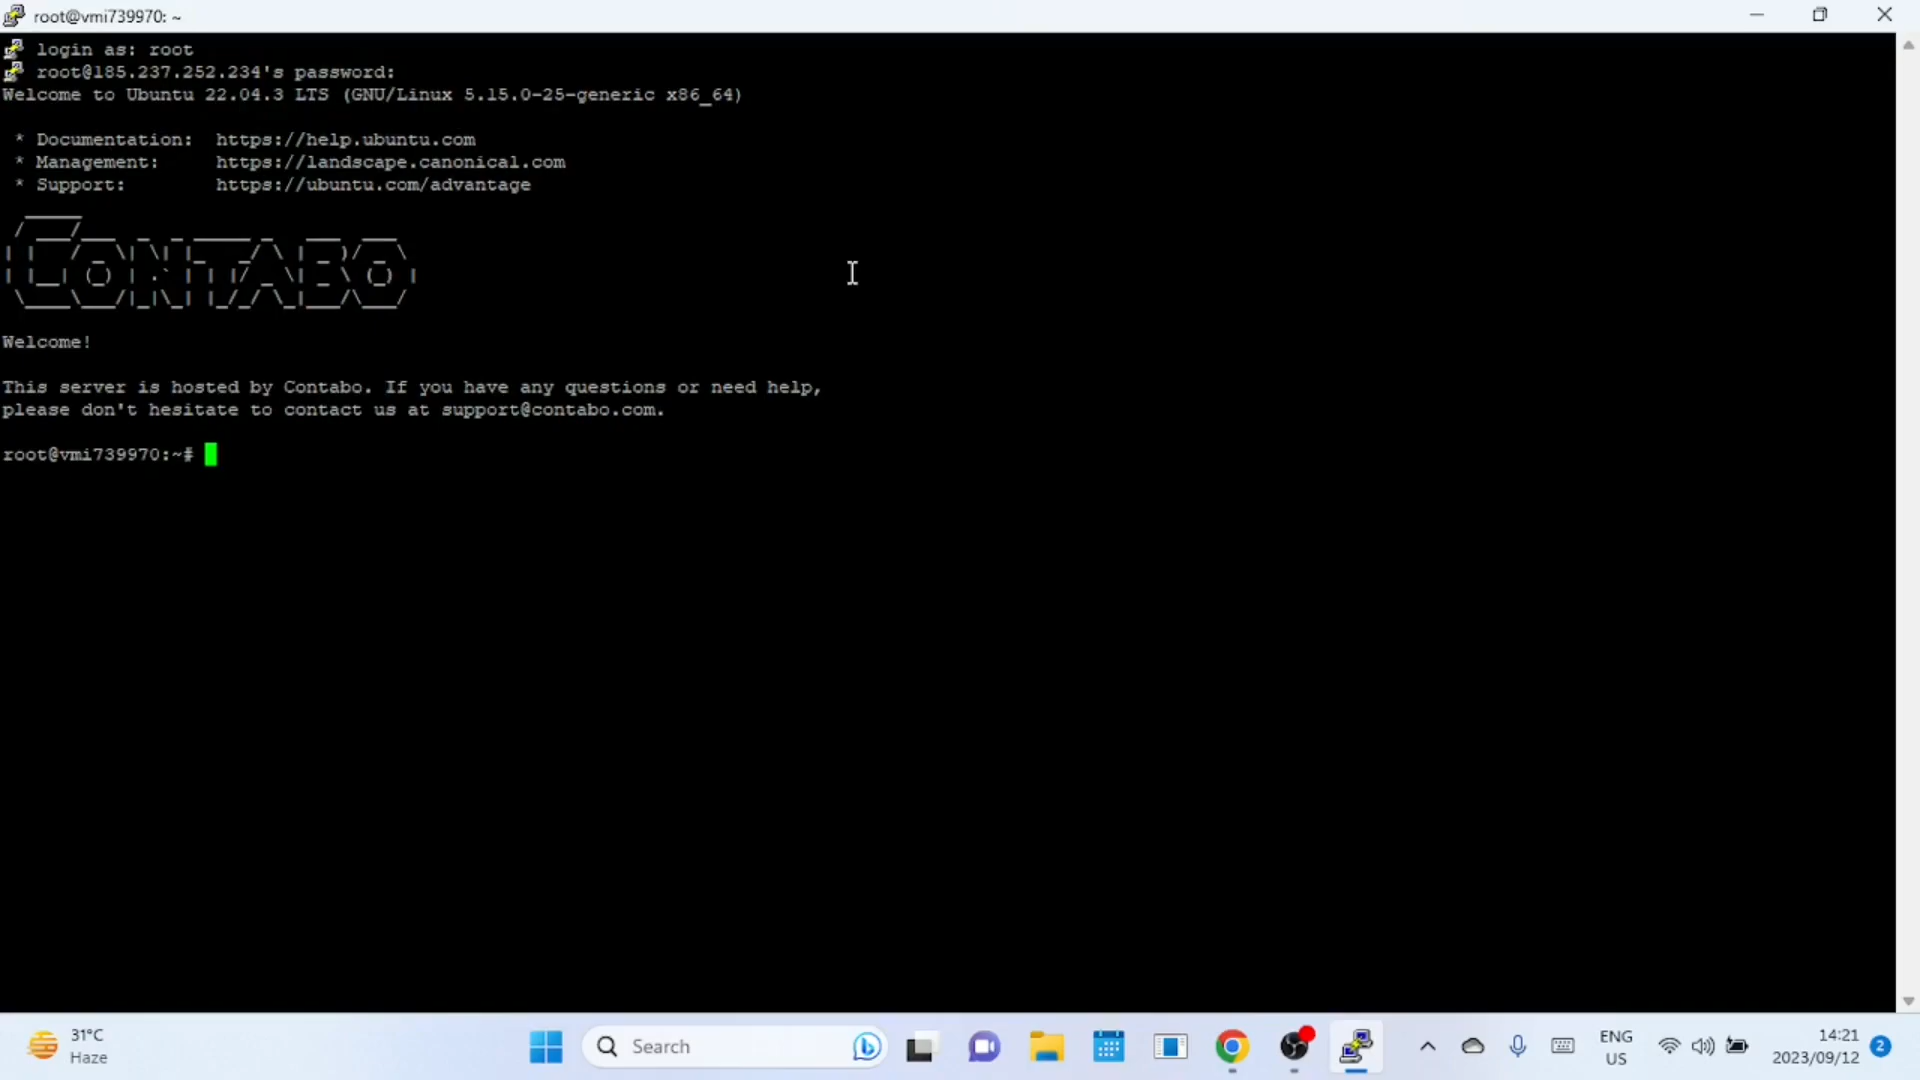 root@vmi739970: ~
login as: root
root@185.237.252.234's password:
Welcome to Ubuntu 22.04.3 LTS (GNU/Linux 5.15.0-25-generic x86_64)
* Documentation:  https://help.ubuntu.com
* Management:     https://landscape.canonical.com
* Support:        https://ubuntu.com/advantage
CONTABO
Welcome!
This server is hosted by Contabo. If you have any questions or need help,
please don't hesitate to contact us at support@contabo.com.
root@vmi739970:~#
31°C
Haze
Search
ENG
US
14:21
2023/09/12
2